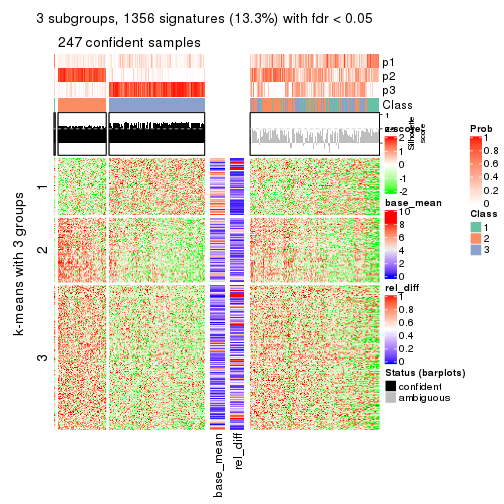 3 subgroups, 1356 signatures (13.3%) with fdr < 0.05
247 confident samples
p1
p2
p3
Class
1
Silhouette
score
z-score
2
1
0
-1
-2
Prob
1
0.8
0.6
0.4
0.2
0
base_mean
10
8
6
4
2
0
Class
1
2
3
rel_diff
1
0.8
0.6
0.4
0.2
0
Status (barplots)
confident
ambiguous
k-means with 3 groups
1
2
3
base_mean
rel_diff